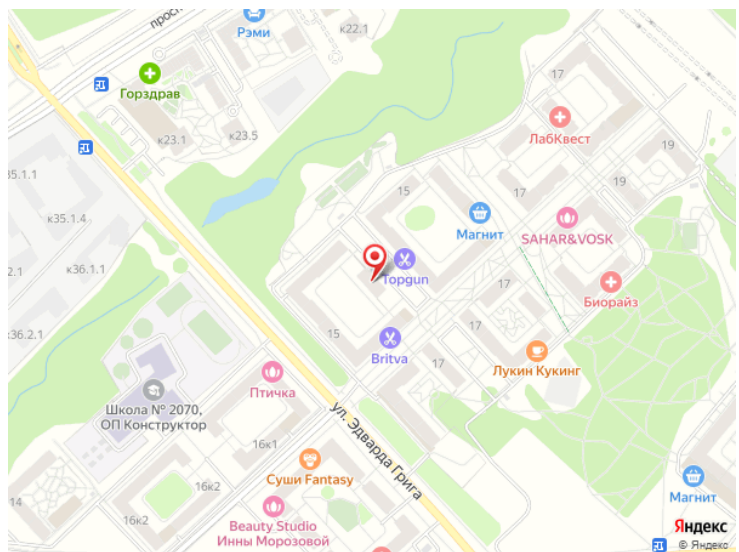 просп
Рэми
к22.1
Горздрав
к23.1
к23.5
17
ЛабКвест
35.1.1
к35.1.4
15
17
19
19
Магнит
SAHAR&VOSK
к36.1.1
Topgun
Биорайз
к36.2.1
15
17
17
Britva
17
Лукин Кукинг
Птичка
Школа № 2070,
ОП Конструктор
ул. Эдварда Грига
16к1
Суши Fantasy
14
16к2
16к2
Beauty Studio
Инны Морозовой
Магнит
Яндекс
© Яндекс